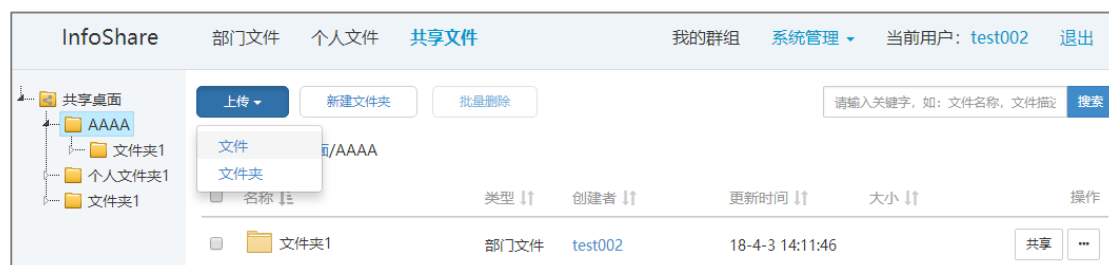 InfoShare 部门文件 个人文件 共享文件 我的群组 系统管理 当前用户：test002 退出
共享桌面
AAAA
文件夹1
个人文件夹1
文件夹1
上传 新建文件夹 批量删除 请输入关键字，如：文件名称，文件描 搜索
文件
文件夹
面/AAAA
名称 类型 创建者 更新时间 大小 操作
文件夹1 部门文件 test002 18-4-3 14:11:46 共享 ...